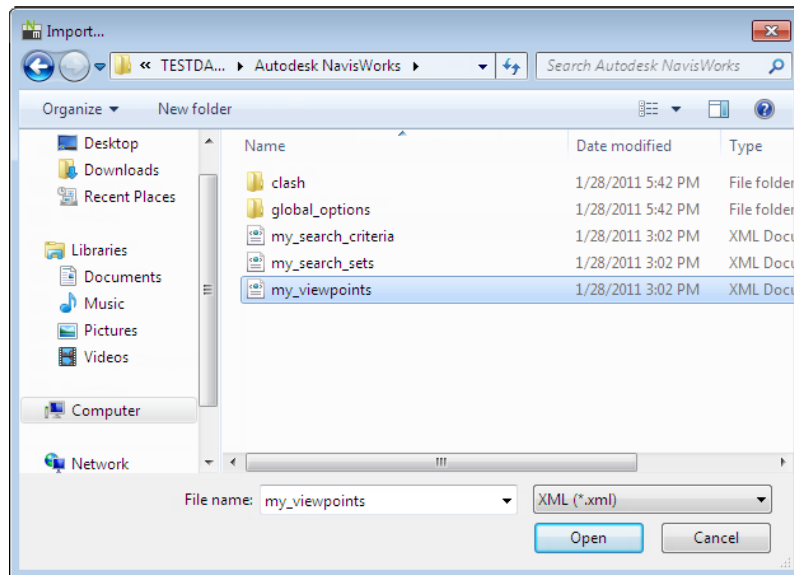 Import...
« TESTDA... ▸ Autodesk NavisWorks ▸ Search Autodesk NavisWorks
Organize New folder
Desktop
Downloads
Recent Places
Libraries
Documents
Music
Pictures
Videos
Computer
Network
Name Date modified Type
clash 1/28/2011 5:42 PM File folder
global_options 1/28/2011 5:42 PM File folder
my_search_criteria 1/28/2011 3:02 PM XML Docu
my_search_sets 1/28/2011 3:02 PM XML Docu
my_viewpoints 1/28/2011 3:02 PM XML Docu
File name: my_viewpoints XML (*.xml)
Open Cancel